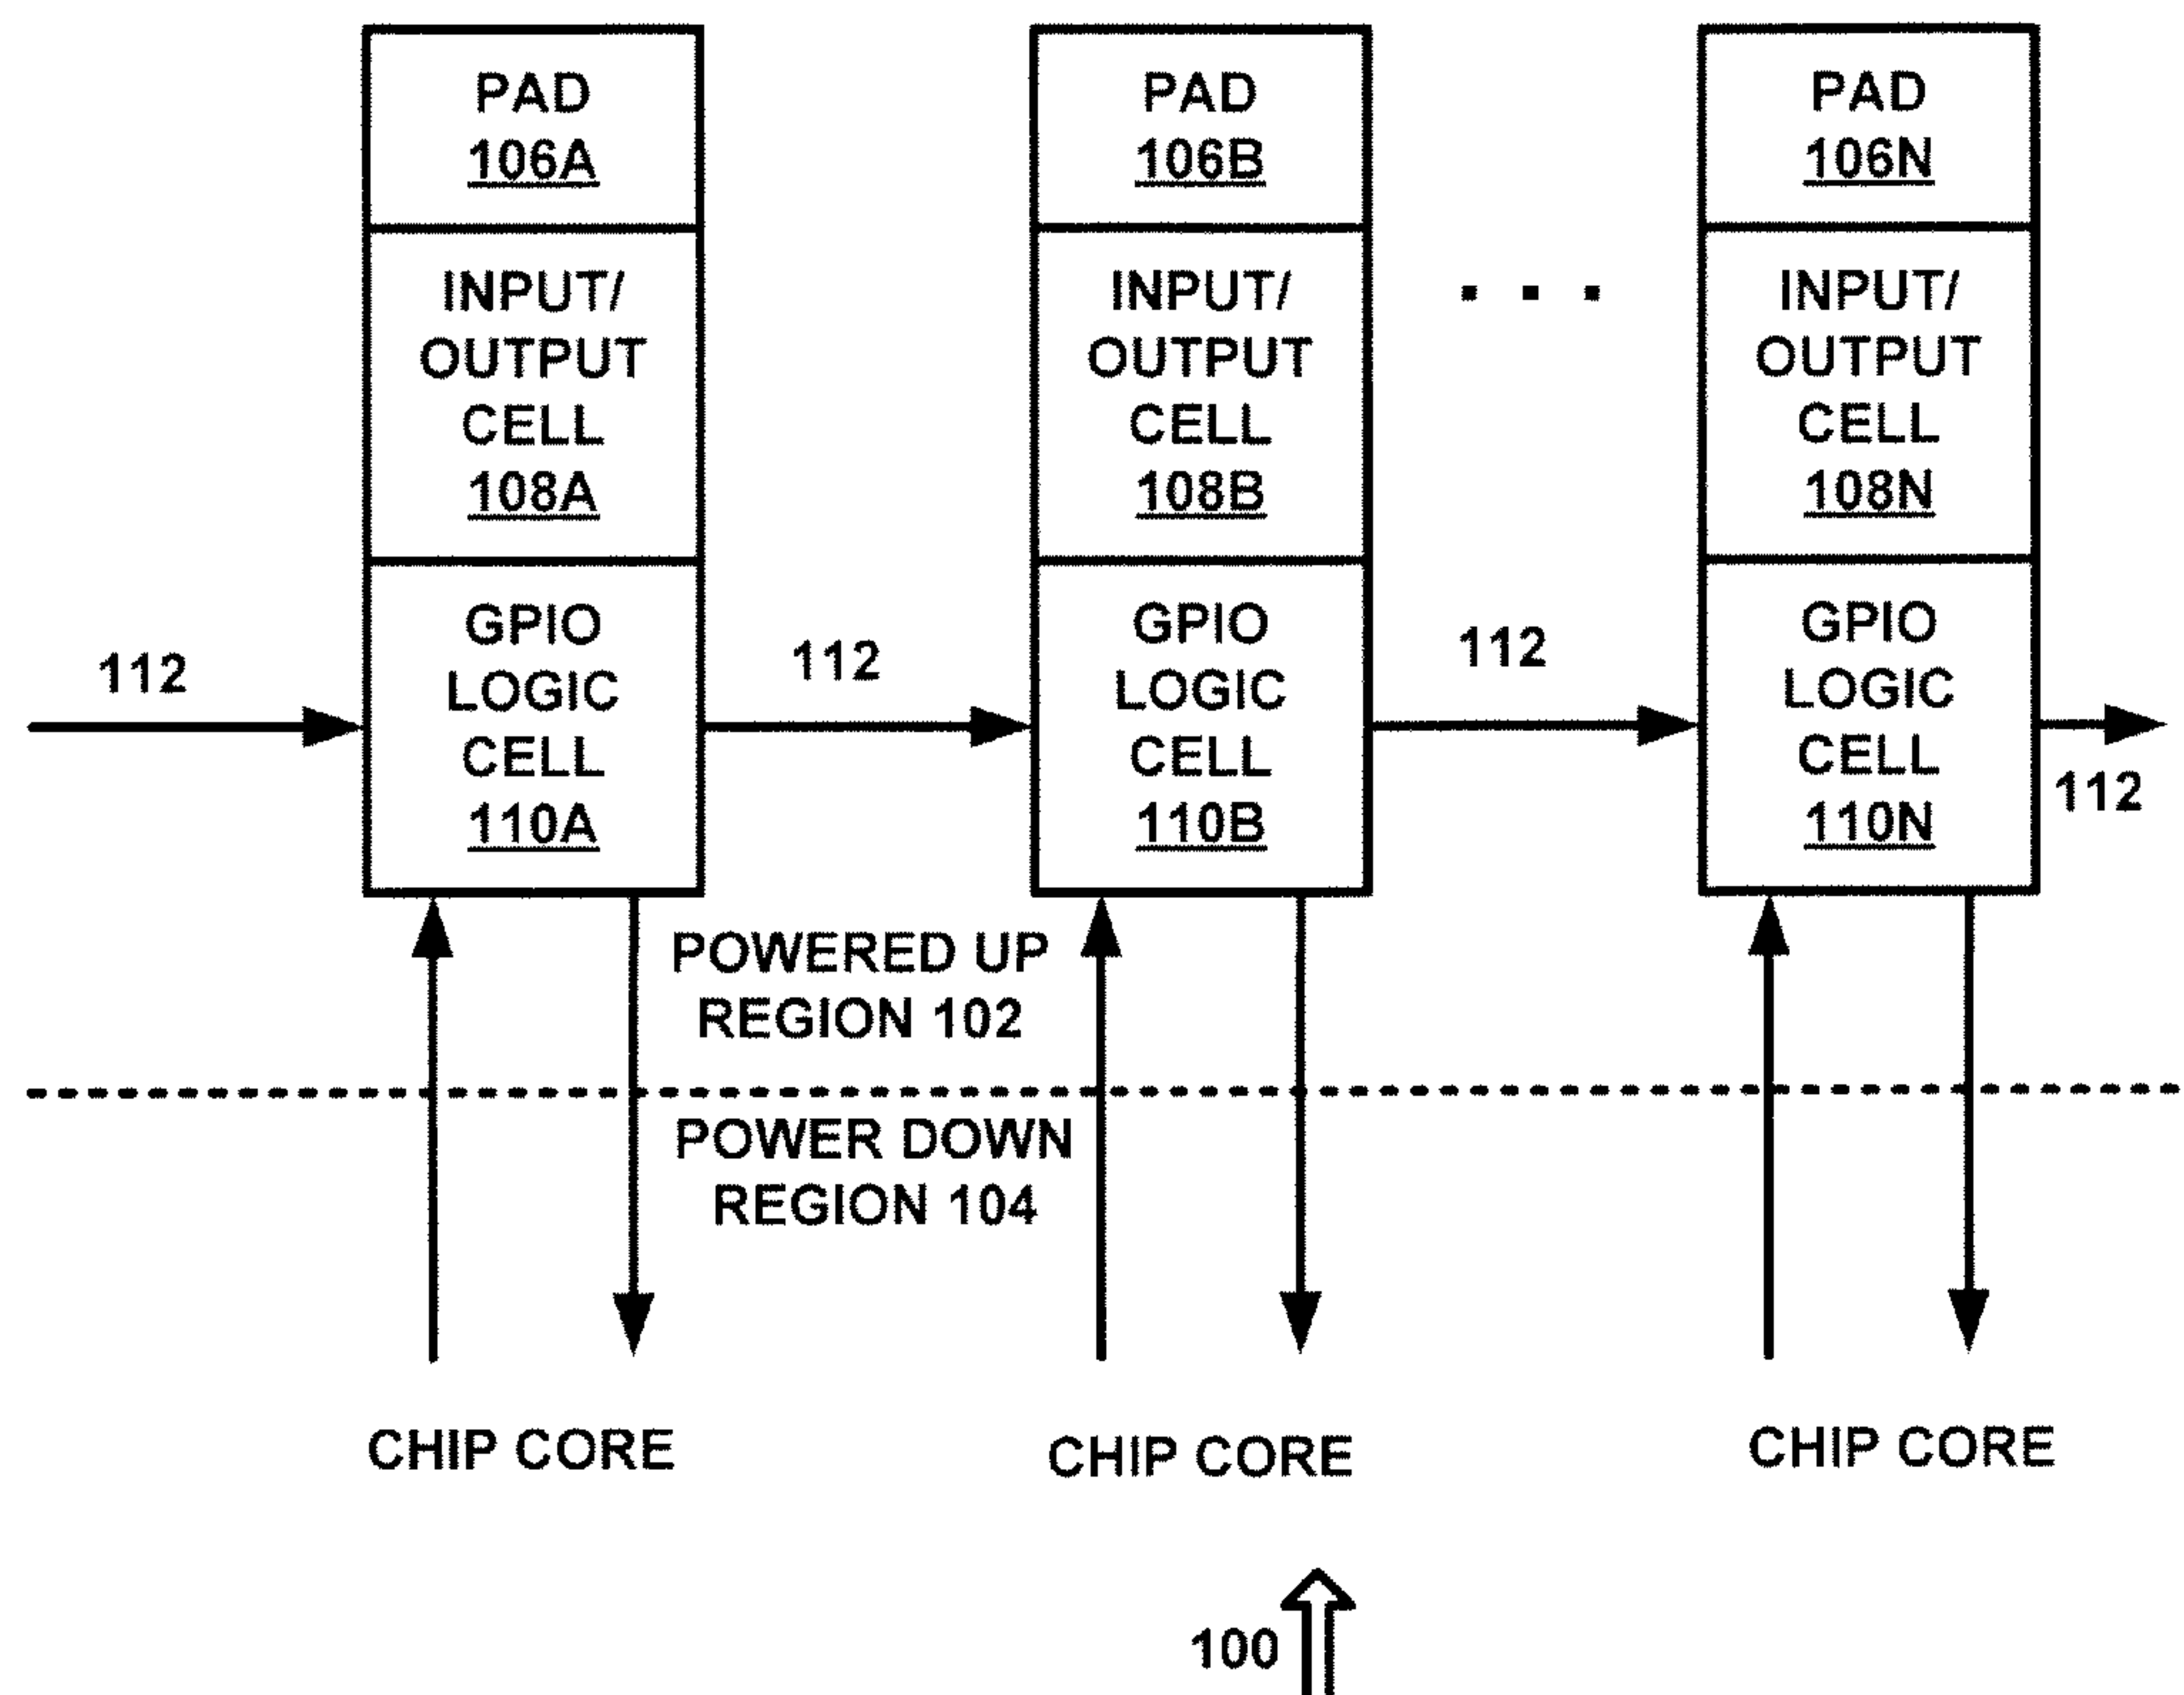 PAD
106A
INPUT/
OUTPUT
CELL
108A
GPIO
LOGIC
CELL
110A
PAD
106B
INPUT/
OUTPUT
CELL
108B
GPIO
LOGIC
CELL
110B
. . .
PAD
106N
INPUT/
OUTPUT
CELL
108N
GPIO
LOGIC
CELL
110N
112
112
112
112
POWERED UP
REGION 102
POWER DOWN
REGION 104
CHIP CORE
CHIP CORE
CHIP CORE
100